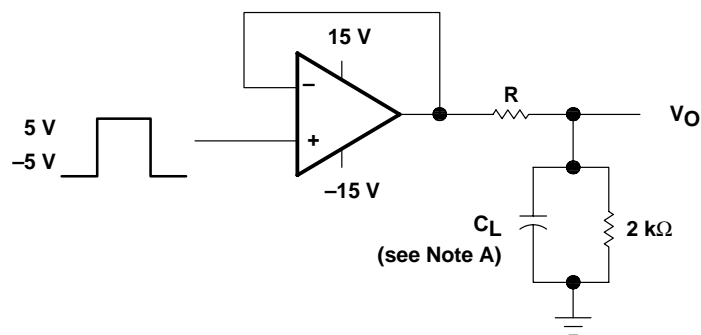 15 V
–
R
VO
5 V
–5 V
+
–15 V
CL
(see Note A)
2 kΩ